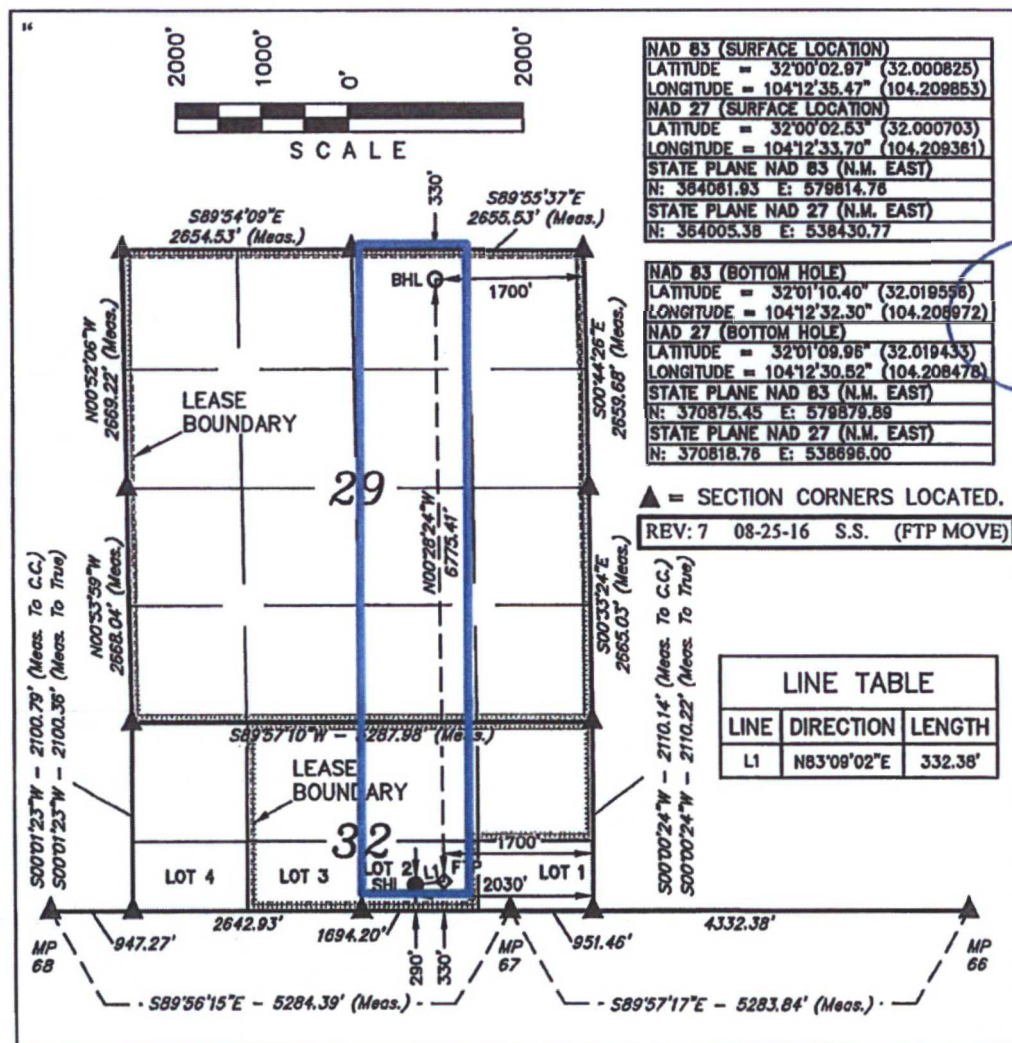 16
2000'
1000'
0'
2000'
SCALE
NAD 83 (SURFACE LOCATION)
LATITUDE = 32°00'02.97" (32.000825)
LONGITUDE = 104°12'35.47" (104.209853)
NAD 27 (SURFACE LOCATION)
LATITUDE = 32°00'02.53" (32.000703)
LONGITUDE = 104°12'33.70" (104.209361)
STATE PLANE NAD 83 (N.M. EAST)
N: 364061.93 E: 579614.76
STATE PLANE NAD 27 (N.M. EAST)
N: 364005.38 E: 538430.77
NAD 83 (BOTTOM HOLE)
LATITUDE = 32°01'10.40" (32.019556)
LONGITUDE = 104°12'32.30" (104.208972)
NAD 27 (BOTTOM HOLE)
LATITUDE = 32°01'09.96" (32.019433)
LONGITUDE = 104°12'30.52" (104.208478)
STATE PLANE NAD 83 (N.M. EAST)
N: 370875.45 E: 579879.89
STATE PLANE NAD 27 (N.M. EAST)
N: 370818.76 E: 538696.00
▲ = SECTION CORNERS LOCATED.
REV: 7 08-25-16 S.S. (FTP MOVE)
LINE TABLE
LINE DIRECTION LENGTH
L1 N83°09'02"E 332.38'
S89°54'09"E
2654.53' (Meas.)
330'
S89°55'37"E
2655.53' (Meas.)
BHL
1700'
N00°52'06"W
2669.22' (Meas.)
S00°44'26"E
2659.68' (Meas.)
LEASE
BOUNDARY
29
N00°28'24"W
6775.41'
N00°53'59"W
2668.04' (Meas.)
S00°33'24"E
2665.03' (Meas.)
S89°57'10"W - 5287.98' (Meas.)
S00°01'23"W - 2100.79' (Meas. To C.C.)
S00°01'23"W - 2100.36' (Meas. To True)
S00°00'24"W - 2110.14' (Meas. To C.C.)
S00°00'24"W - 2110.22' (Meas. To True)
LEASE
BOUNDARY
32
1700'
LOT 4
LOT 3
LOT 2
L1
FTP
LOT 1
SHL
2030'
947.27'
2642.93'
1694.20'
951.46'
4332.38'
290'
330'
MP
68
MP
67
MP
66
S89°56'15"E - 5284.39' (Meas.)
S89°57'17"E - 5283.84' (Meas.)